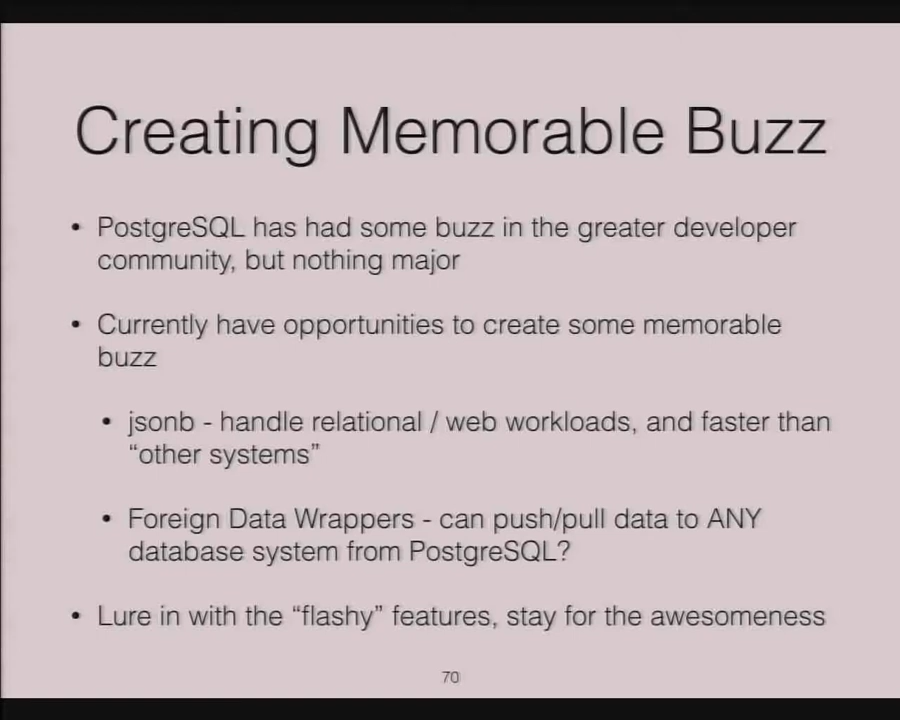 Creating Memorable Buzz
• PostgreSQL has had some buzz in the greater developer
community, but nothing major
• Currently have opportunities to create some memorable
buzz
• jsonb - handle relational / web workloads, and faster than
“other systems”
• Foreign Data Wrappers - can push/pull data to ANY
database system from PostgreSQL?
• Lure in with the “flashy” features, stay for the awesomeness
70